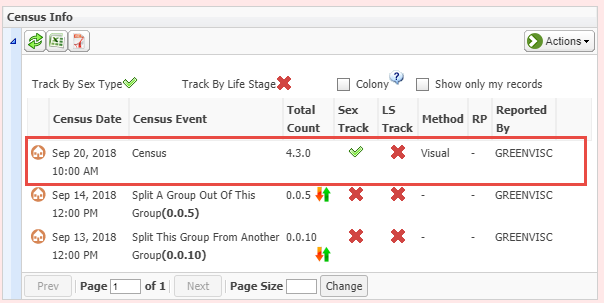 Census Info
Actions
Track By Sex Type Track By Life Stage Colony Show only my records
Census Date Census Event Total Count Sex Track LS Track Method RP Reported By
Sep 20, 2018 Census 4.3.0 Visual - GREENVISC
10:00 AM
Sep 14, 2018 Split A Group Out Of This 0.0.5 - - GREENVISC
12:00 PM Group(0.0.5)
Sep 13, 2018 Split This Group From Another 0.0.10 - - GREENVISC
12:00 PM Group(0.0.10)
Prev Page 1 of 1 Next Page Size Change